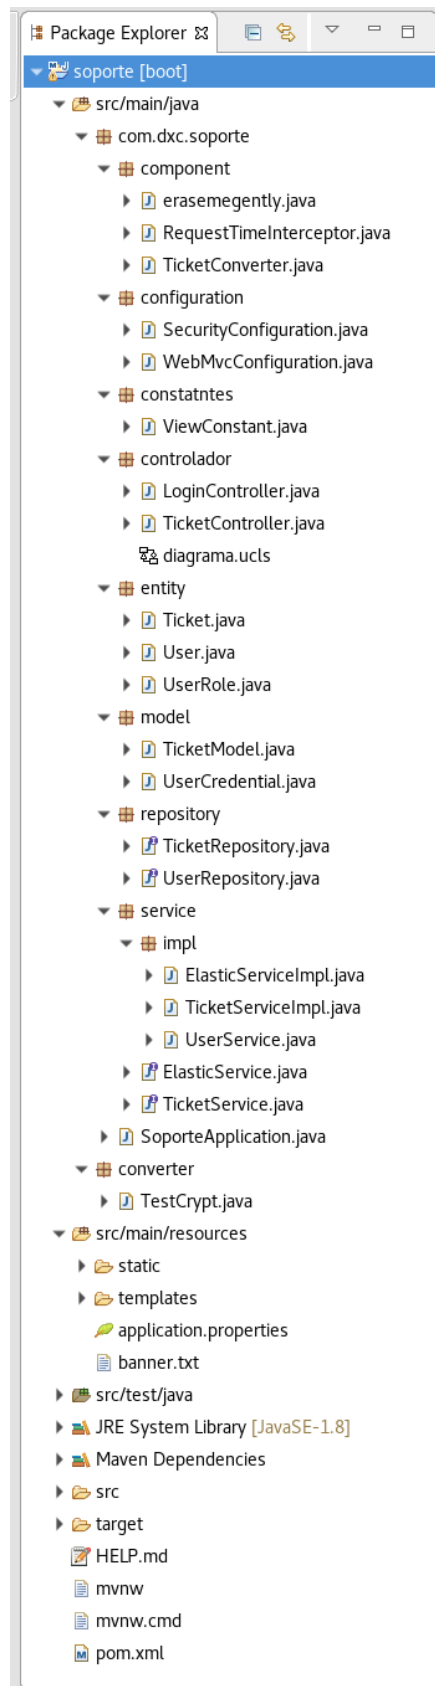 Package Explorer
soporte [boot]
src/main/java
com.dxc.soporte
component
erasemegently.java
RequestTimeInterceptor.java
TicketConverter.java
configuration
SecurityConfiguration.java
WebMvcConfiguration.java
constatntes
ViewConstant.java
controlador
LoginController.java
TicketController.java
diagrama.ucls
entity
Ticket.java
User.java
UserRole.java
model
TicketModel.java
UserCredential.java
repository
TicketRepository.java
UserRepository.java
service
impl
ElasticServiceImpl.java
TicketServiceImpl.java
UserService.java
ElasticService.java
TicketService.java
SoporteApplication.java
converter
TestCrypt.java
src/main/resources
static
templates
application.properties
banner.txt
src/test/java
JRE System Library [JavaSE-1.8]
Maven Dependencies
src
target
HELP.md
mvnw
mvnw.cmd
pom.xml